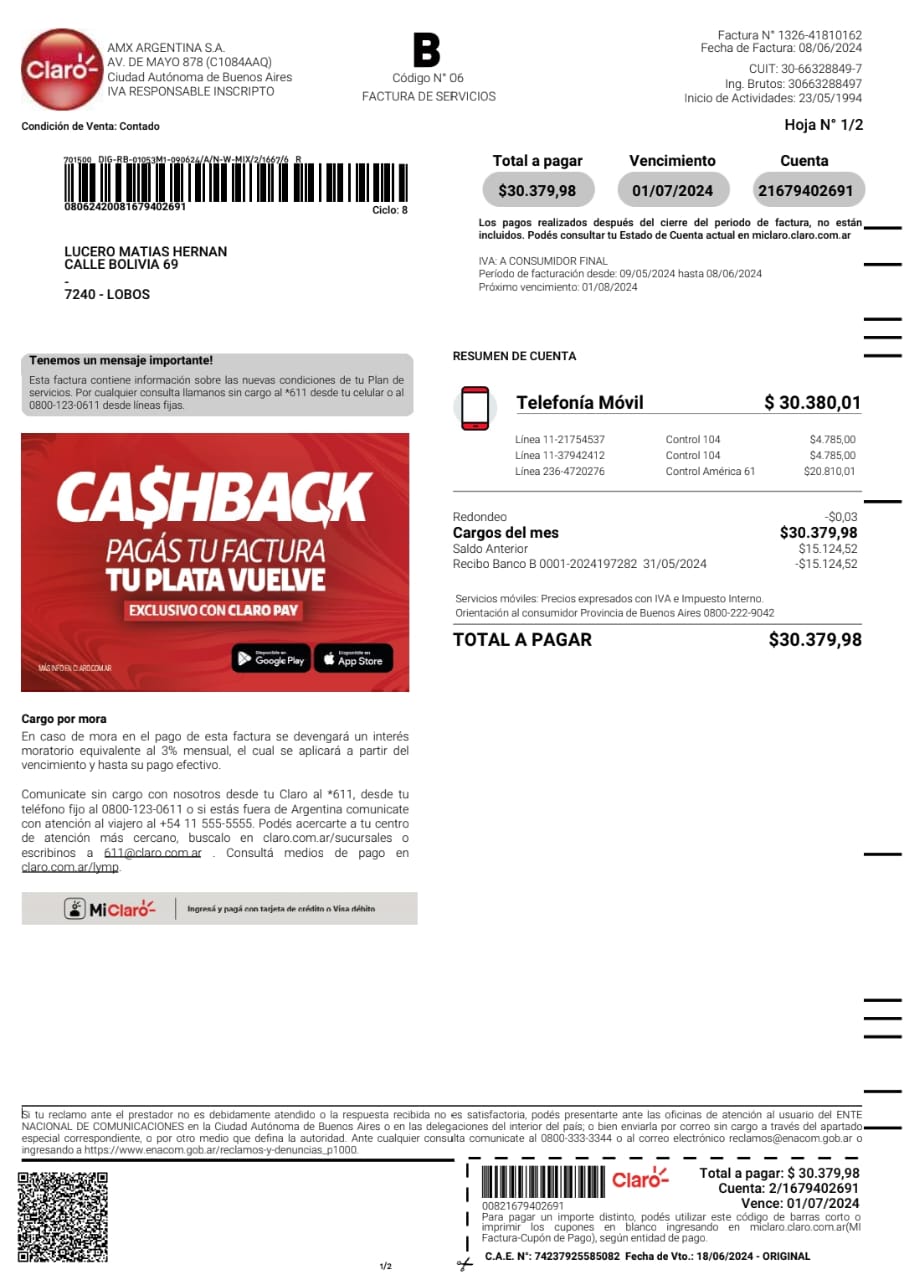 Claro
AMX ARGENTINA S.A.
AV. DE MAYO 878 (C1084AAQ)
Ciudad Autónoma de Buenos Aires
IVA RESPONSABLE INSCRIPTO
B
Código N° 06
FACTURA DE SERVICIOS
Factura N° 1326-41810162
Fecha de Factura: 08/06/2024
CUIT: 30-66328849-7
Ing. Brutos: 30663288497
Inicio de Actividades: 23/05/1994
Condición de Venta: Contado
Hoja N° 1/2
701500 DIG-RB-01053M1-090624/A/N-W-MIX/2/1667/6 R
08062420081679402691
Ciclo: 8
LUCERO MATIAS HERNAN
CALLE BOLIVIA 69
-
7240 - LOBOS
Total a pagar
Vencimiento
Cuenta
$30.379,98
01/07/2024
21679402691
Los pagos realizados después del cierre del periodo de factura, no están
incluidos. Podés consultar tu Estado de Cuenta actual en miclaro.claro.com.ar
IVA: A CONSUMIDOR FINAL
Período de facturación desde: 09/05/2024 hasta 08/06/2024
Próximo vencimiento: 01/08/2024
Tenemos un mensaje importante!
Esta factura contiene información sobre las nuevas condiciones de tu Plan de
servicios. Por cualquier consulta llamanos sin cargo al *611 desde tu celular o al
0800-123-0611 desde líneas fijas.
CA$HBACK
PAGÁS TU FACTURA
TU PLATA VUELVE
EXCLUSIVO CON CLARO PAY
MÁS INFO EN CLARO.COM.AR
Disponible en
Google Play
Disponible en
App Store
RESUMEN DE CUENTA
Telefonía Móvil $ 30.380,01
Línea 11-21754537 Control 104 $4.785,00
Línea 11-37942412 Control 104 $4.785,00
Línea 236-4720276 Control América 61 $20.810,01
Redondeo -$0,03
Cargos del mes $30.379,98
Saldo Anterior $15.124,52
Recibo Banco B 0001-2024197282 31/05/2024 -$15.124,52
Servicios móviles: Precios expresados con IVA e Impuesto Interno.
Orientación al consumidor Provincia de Buenos Aires 0800-222-9042
TOTAL A PAGAR $30.379,98
Cargo por mora
En caso de mora en el pago de esta factura se devengará un interés
moratorio equivalente al 3% mensual, el cual se aplicará a partir del
vencimiento y hasta su pago efectivo.
Comunicate sin cargo con nosotros desde tu Claro al *611, desde tu
teléfono fijo al 0800-123-0611 o si estás fuera de Argentina comunicate
con atención al viajero al +54 11 555-5555. Podés acercarte a tu centro
de atención más cercano, buscalo en claro.com.ar/sucursales o
escribinos a 611@claro.com.ar . Consultá medios de pago en
claro.com.ar/lymp.
MiClaro
Ingresá y pagá con tarjeta de crédito o Visa débito
Si tu reclamo ante el prestador no es debidamente atendido o la respuesta recibida no es satisfactoria, podés presentarte ante las oficinas de atención al usuario del ENTE
NACIONAL DE COMUNICACIONES en la Ciudad Autónoma de Buenos Aires o en las delegaciones del interior del país; o bien enviarla por correo sin cargo a través del apartado
especial correspondiente, o por otro medio que defina la autoridad. Ante cualquier consulta comunicate al 0800-333-3344 o al correo electrónico reclamos@enacom.gob.ar o
ingresando a https://www.enacom.gob.ar/reclamos-y-denuncias_p1000.
00821679402691
Claro
Total a pagar: $ 30.379,98
Cuenta: 2/1679402691
Vence: 01/07/2024
Para pagar un importe distinto, podés utilizar este código de barras corto o
imprimir los cupones en blanco ingresando en miclaro.claro.com.ar(MI
Factura-Cupón de Pago), según entidad de pago.
C.A.E. N°: 74237925585082 Fecha de Vto.: 18/06/2024 - ORIGINAL
1/2